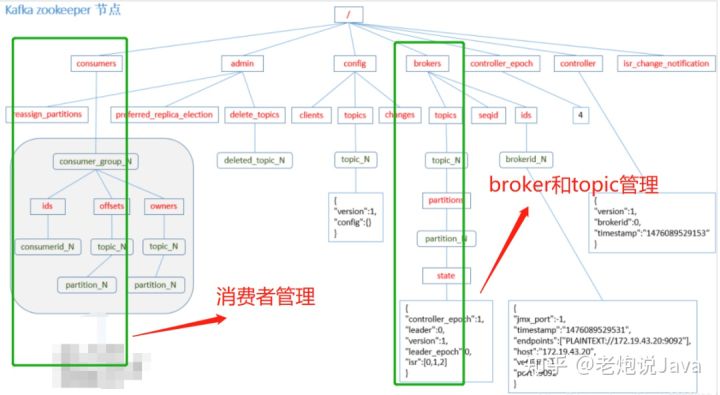 Kafka zookeeper 节点
/
consumers
admin
config
brokers
controller_epoch
controller
isr_change_notification
reassign_partitions
preferred_replica_election
delete_topics
clients
topics
changes
topics
seqid
ids
4
consumer_group_N
deleted_topic_N
topic_N
topic_N
brokerid_N
ids
offsets
owners
partitions
consumerid_N
topic_N
topic_N
partition_N
partition_N
partition_N
state
{
"version":1,
"config":{}
}
broker和topic管理
{
"version":1,
"brokerid":0,
"timestamp":"1476089529153"
}
消费者管理
{
"controller_epoch":1,
"leader":0,
"version":1,
"leader_epoch":0,
"isr":[0,1,2]
}
{
"jmx_port":-1,
"timestamp":"1476089529531",
"endpoints":["PLAINTEXT://172.19.43.20:9092"],
"host":"172.19.43.20",
9092
}
知乎 @老炮说Java